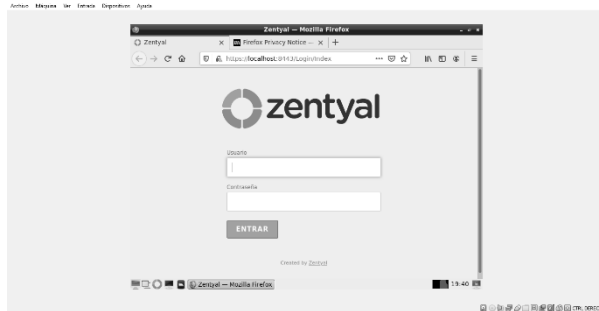 Archivo Máquina Ver Entrada Dispositivos Ayuda
Zentyal — Mozilla Firefox
Zentyal × Firefox Privacy Notice — × +
https://localhost:8443/Login/Index
zentyal
Usuario
Contraseña
ENTRAR
Created by Zentyal
Zentyal — Mozilla Firefox 19:40
CTRL DEREC